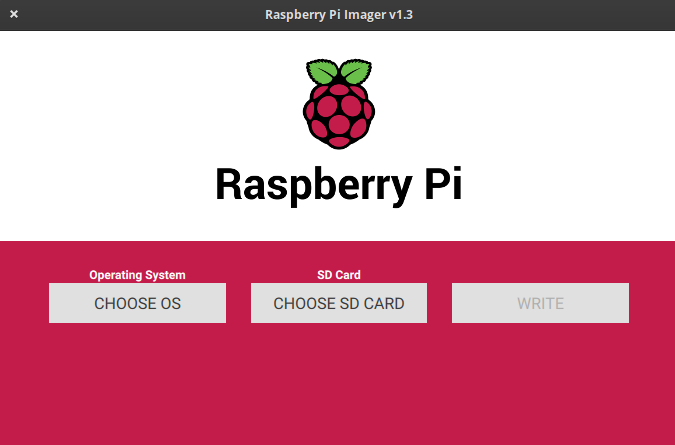 Raspberry Pi Imager v1.3
Raspberry Pi
Operating System
SD Card
CHOOSE OS
CHOOSE SD CARD
WRITE